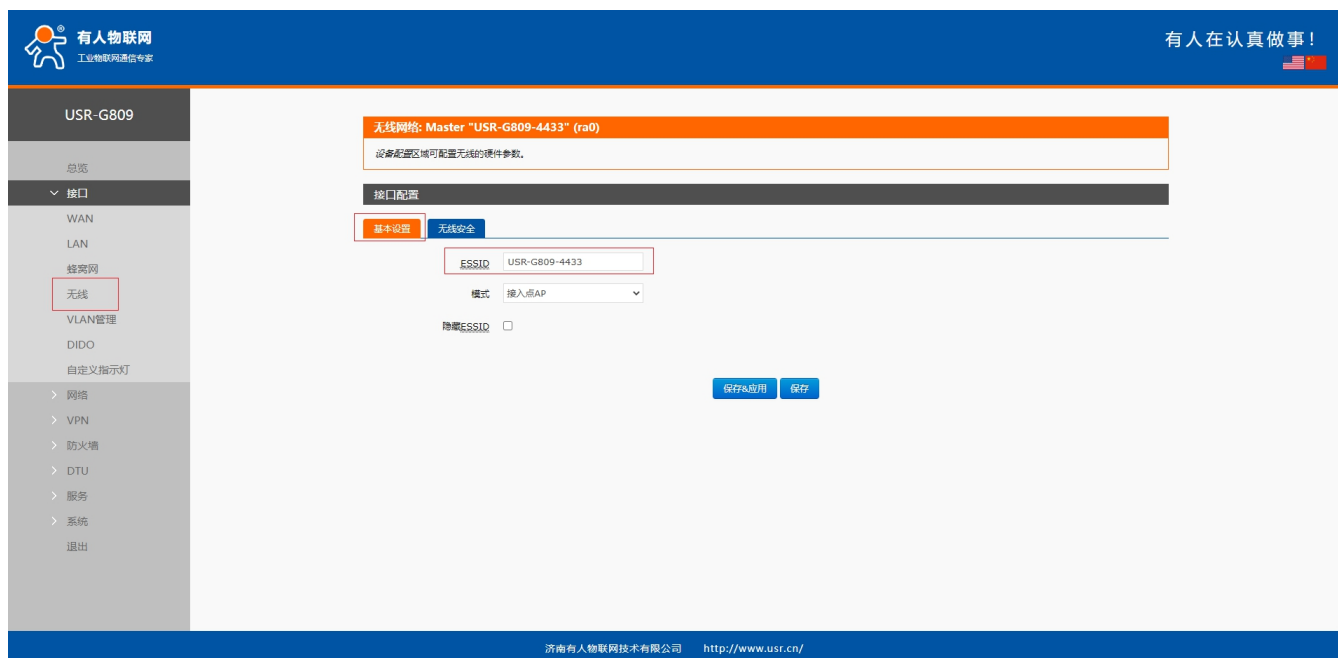 有人物联网
®
工业物联网通信专家
有人在认真做事!
USR-G809
总览
接口
WAN
LAN
蜂窝网
无线
VLAN管理
DIDO
自定义指示灯
网络
VPN
防火墙
DTU
服务
系统
退出
无线网络: Master "USR-G809-4433" (ra0)
设备配置区域可配置无线的硬件参数。
接口配置
基本设置 无线安全
ESSID USR-G809-4433
模式 接入点AP
隐藏ESSID
保存&应用 保存
济南有人物联网技术有限公司 http://www.usr.cn/